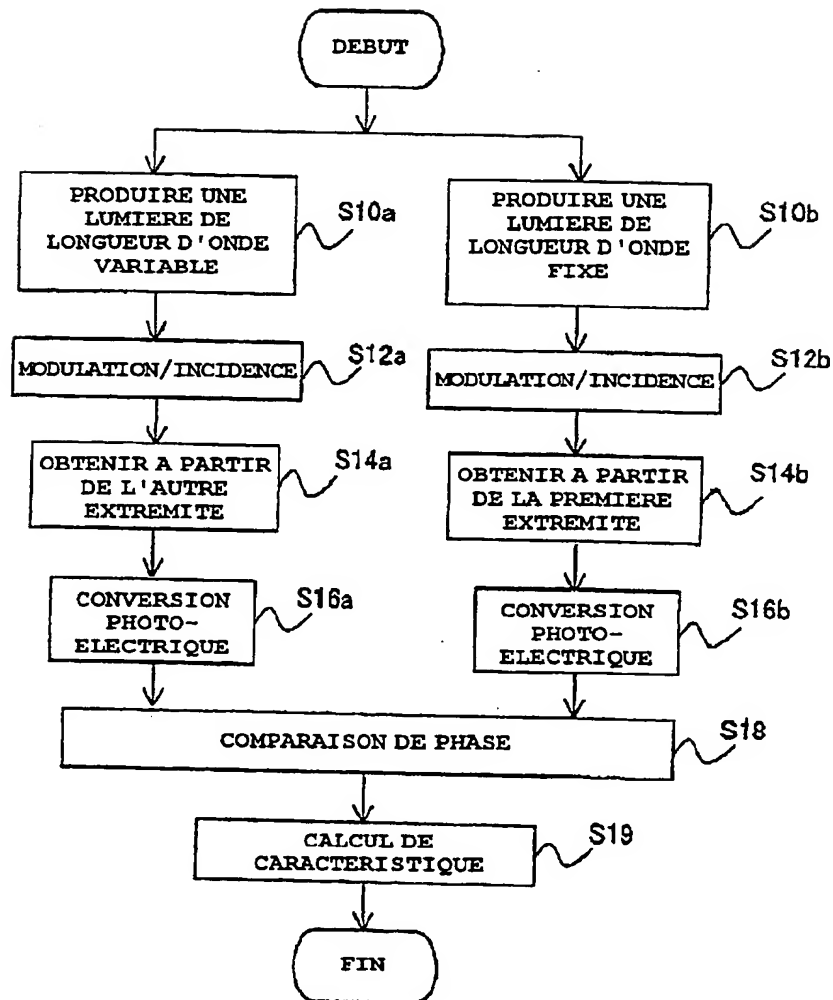 DEBUT
PRODUIRE UNE
LUMIERE DE
LONGUEUR D'ONDE
VARIABLE
S10a
PRODUIRE UNE
LUMIERE DE
LONGUEUR D'ONDE
FIXE
S10b
MODULATION/INCIDENCE
S12a
MODULATION/INCIDENCE
S12b
OBTENIR A PARTIR
DE L'AUTRE
EXTREMITE
S14a
OBTENIR A PARTIR
DE LA PREMIERE
EXTREMITE
S14b
CONVERSION
PHOTO-
ELECTRIQUE
S16a
CONVERSION
PHOTO-
ELECTRIQUE
S16b
COMPARAISON DE PHASE
S18
CALCUL DE
CARACTERISTIQUE
S19
FIN